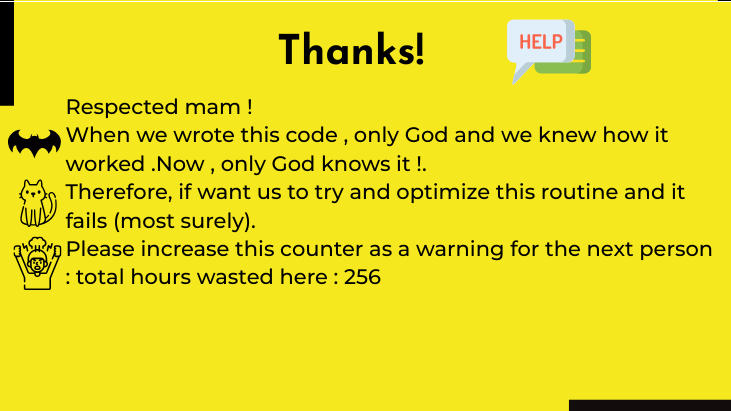 Thanks!
HELP
Respected mam !
When we wrote this code , only God and we knew how it
worked .Now , only God knows it !.
Therefore, if want us to try and optimize this routine and it
fails (most surely).
Please increase this counter as a warning for the next person
: total hours wasted here : 256